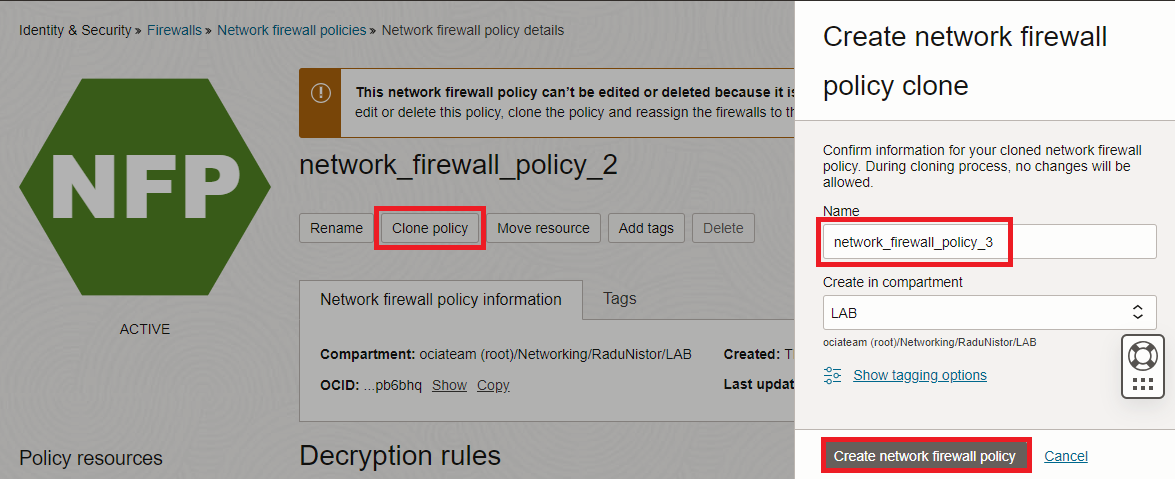 Identity & Security » Firewalls » Network firewall policies » Network firewall policy details
NFP
ACTIVE
This network firewall policy can't be edited or deleted because it is
edit or delete this policy, clone the policy and reassign the firewalls to th
network_firewall_policy_2
Rename Clone policy Move resource Add tags Delete
Network firewall policy information Tags
Compartment: ociateam (root)/Networking/RaduNistor/LAB Created:
OCID: ...pb6bhq Show Copy Last updat
Policy resources
Decryption rules
Create network firewall
policy clone
Confirm information for your cloned network firewall
policy. During cloning process, no changes will be
allowed.
Name
network_firewall_policy_3
Create in compartment
LAB
ociateam (root)/Networking/RaduNistor/LAB
Show tagging options
Create network firewall policy Cancel